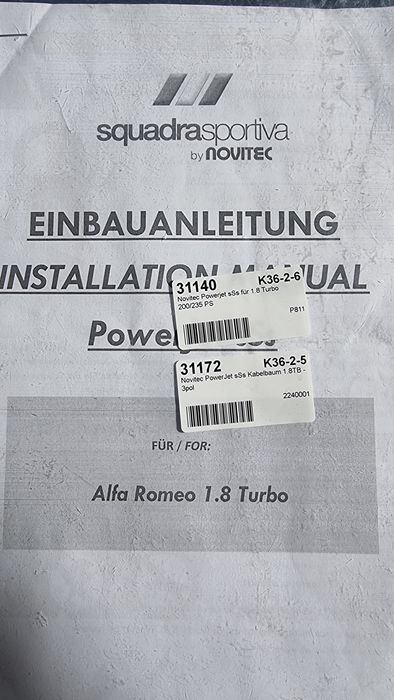 squadrasportiva
by NOVITEC
EINBAUANLEITUNG
INSTALLATION MANUAL
31140 K36-2-6
Novitec Powerjet sSs für 1.8 Turbo
200/235 PS
P811
31172 K36-2-5
Novitec PowerJet sSs Kabelbaum 1.8TB -
3pol
2240001
FÜR / FOR:
Alfa Romeo 1.8 Turbo